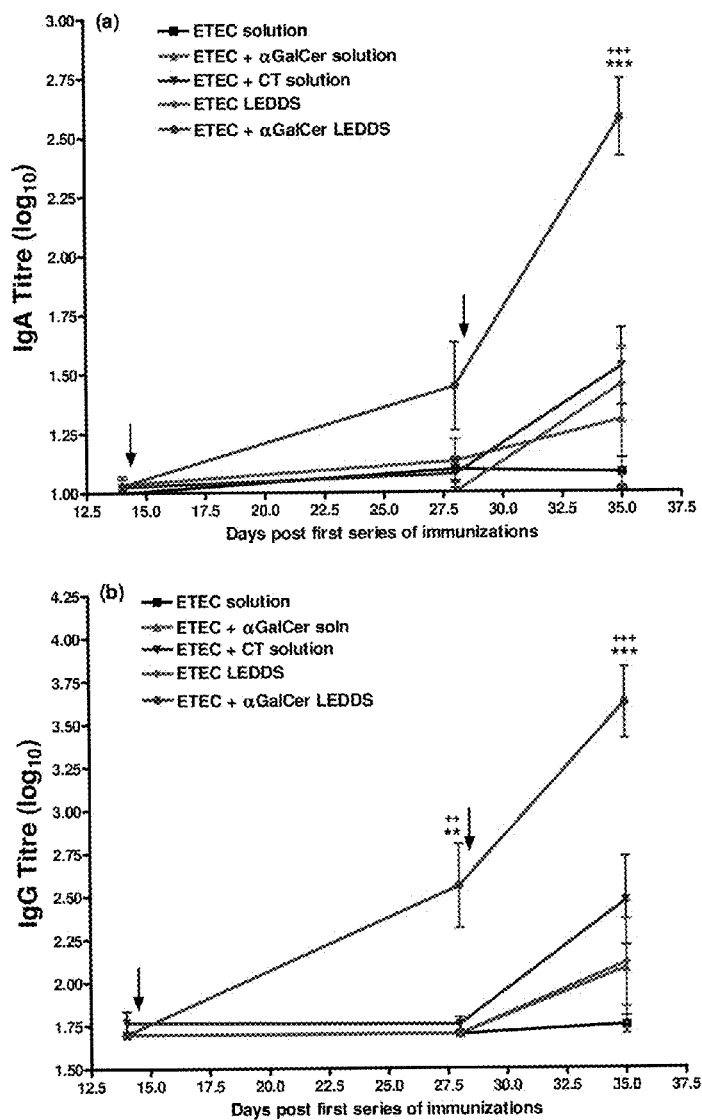 (a)
ETEC solution
ETEC + αGalCer solution
ETEC + CT solution
ETEC LEDDS
ETEC + αGalCer LEDDS
+++
***
3.00
2.75
2.50
2.25
2.00
1.75
1.50
1.25
1.00
IgA Titre (log10)
12.5 15.0 17.5 20.0 22.5 25.0 27.5 30.0 32.5 35.0 37.5
Days post first series of immunizations
(b)
ETEC solution
ETEC + αGalCer soln
ETEC + CT solution
ETEC LEDDS
ETEC + αGalCer LEDDS
+++
***
++
**
4.25
4.00
3.75
3.50
3.25
3.00
2.75
2.50
2.25
2.00
1.75
1.50
IgG Titre (log10)
12.5 15.0 17.5 20.0 22.5 25.0 27.5 30.0 32.5 35.0 37.5
Days post first series of immunizations